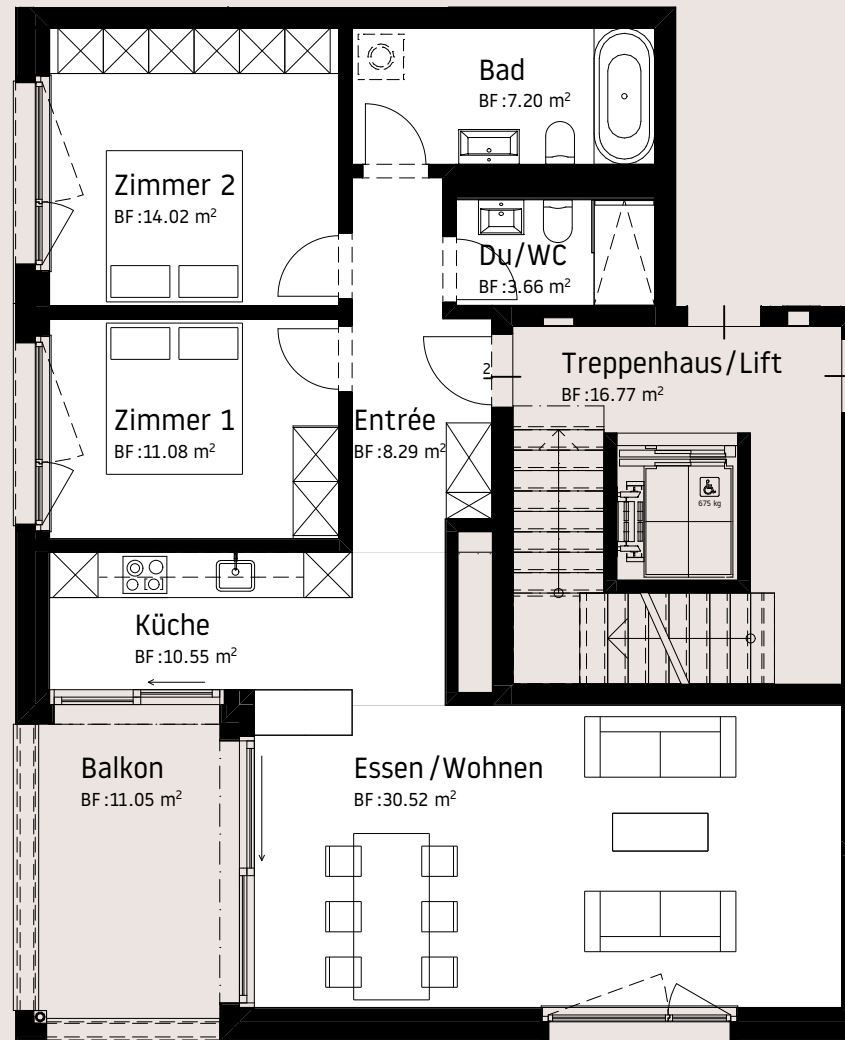 Bad
BF:7.20 m²
Zimmer 2
BF:14.02 m²
Du/WC
BF:3.66 m²
Treppenhaus/Lift
BF:16.77 m²
2
Zimmer 1
BF:11.08 m²
Entrée
BF:8.29 m²
675 kg
Küche
BF:10.55 m²
Balkon
BF:11.05 m²
Essen/Wohnen
BF:30.52 m²